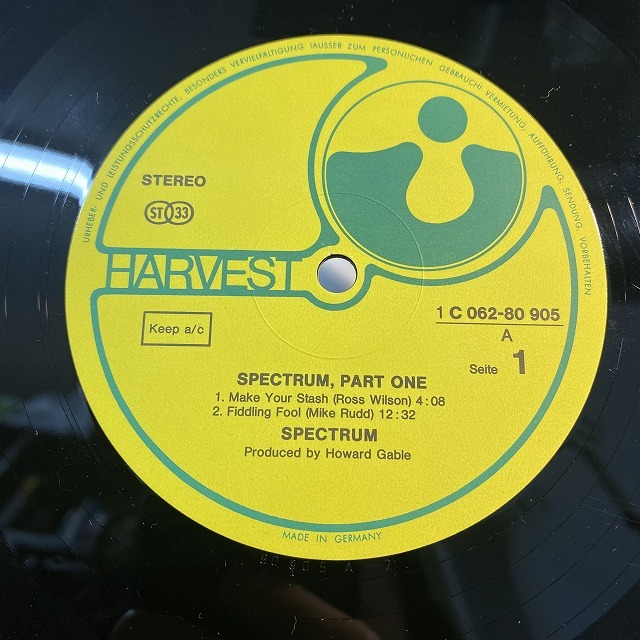 URHEBER- UND LEISTUNGSSCHUTZRECHTE, BESONDERS VERVIELFÄLTIGUNG (AUSSER ZUM PERSÖNLICHEN GEBRAUCH) VERMIETUNG, AUFFÜHRUNG, SENDUNG, VORBEHALTEN
STEREO
ST 33
HARVEST
Keep a/c
1 C 062-80 905
A
Seite 1
SPECTRUM, PART ONE
1. Make Your Stash (Ross Wilson) 4:08
2. Fiddling Fool (Mike Rudd) 12:32
SPECTRUM
Produced by Howard Gable
MADE IN GERMANY